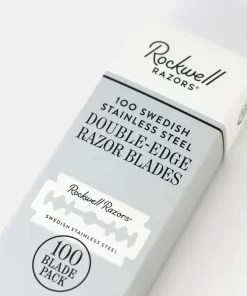 Rockwell
RAZORS®
100 SWEDISH
STAINLESS STEEL
DOUBLE-EDGE
RAZOR BLADES
Rockwell Razors®
SWEDISH STAINLESS STEEL
100
BLADE
PACK